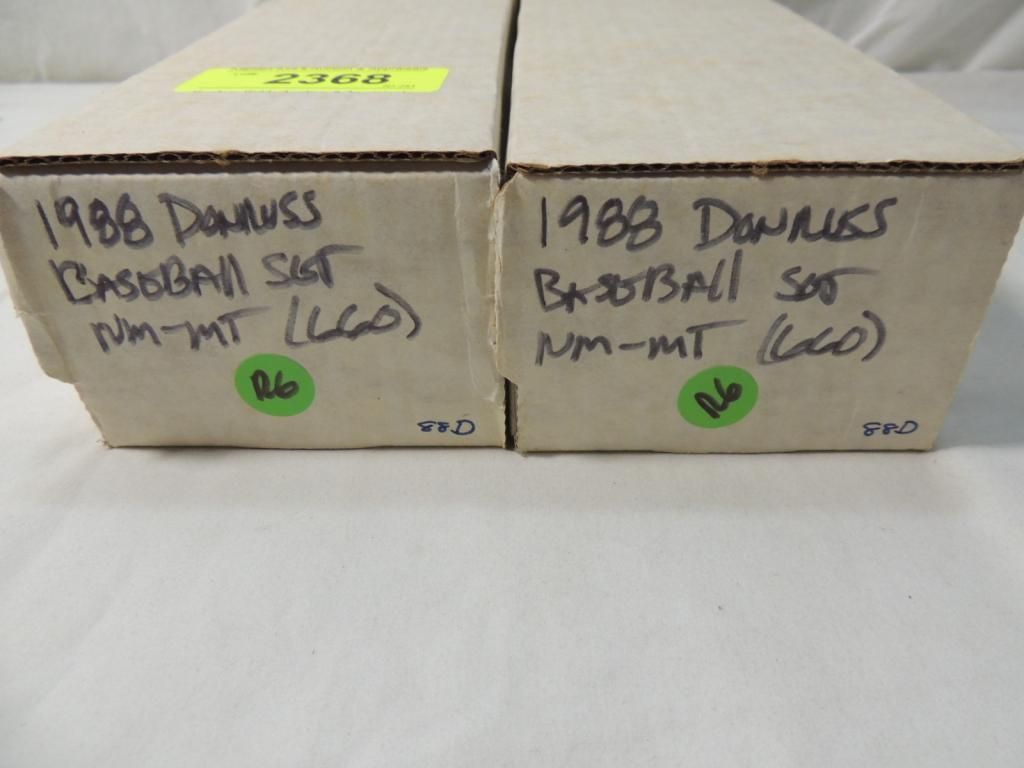 2368
1988 DONRUSS
BASEBALL SET
NM-MT (660)
R6
88D
1988 DONRUSS
BASEBALL SET
NM-MT (660)
R6
88D